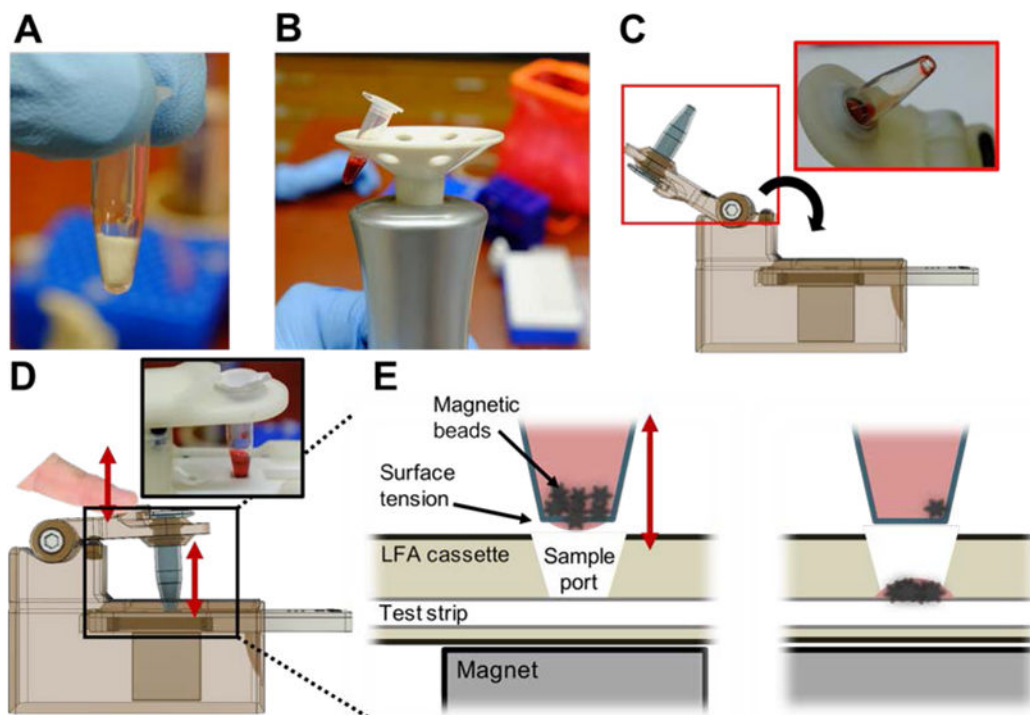 A
B
C
D
E
Magnetic
beads
Surface
tension
LFA cassette
Sample
port
Test strip
Magnet